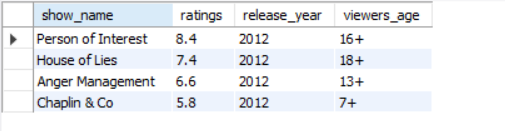 show_name ratings release_year viewers_age
Person of Interest 8.4 2012 16+
House of Lies 7.4 2012 18+
Anger Management 6.6 2012 13+
Chaplin & Co 5.8 2012 7+